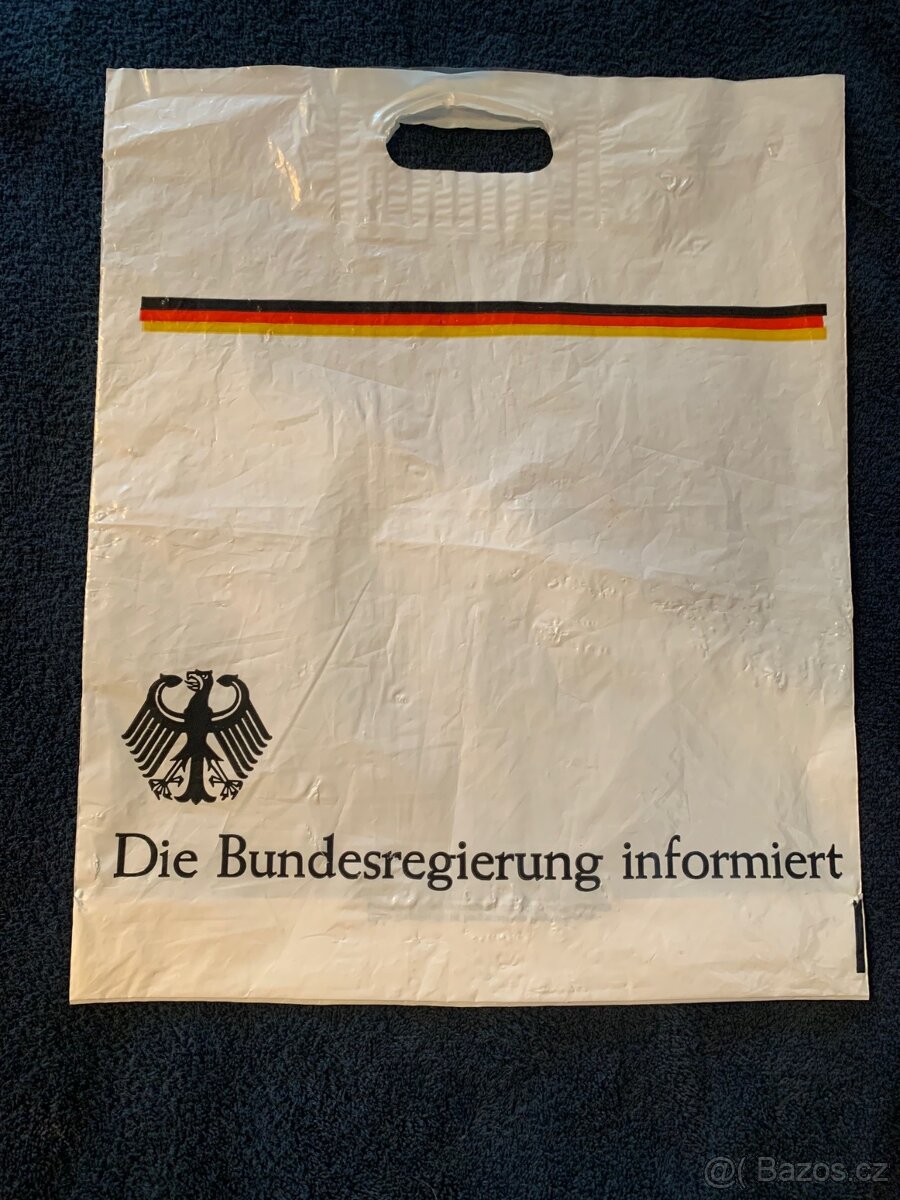 Die Bundesregierung informiert
@( Bazos.cz